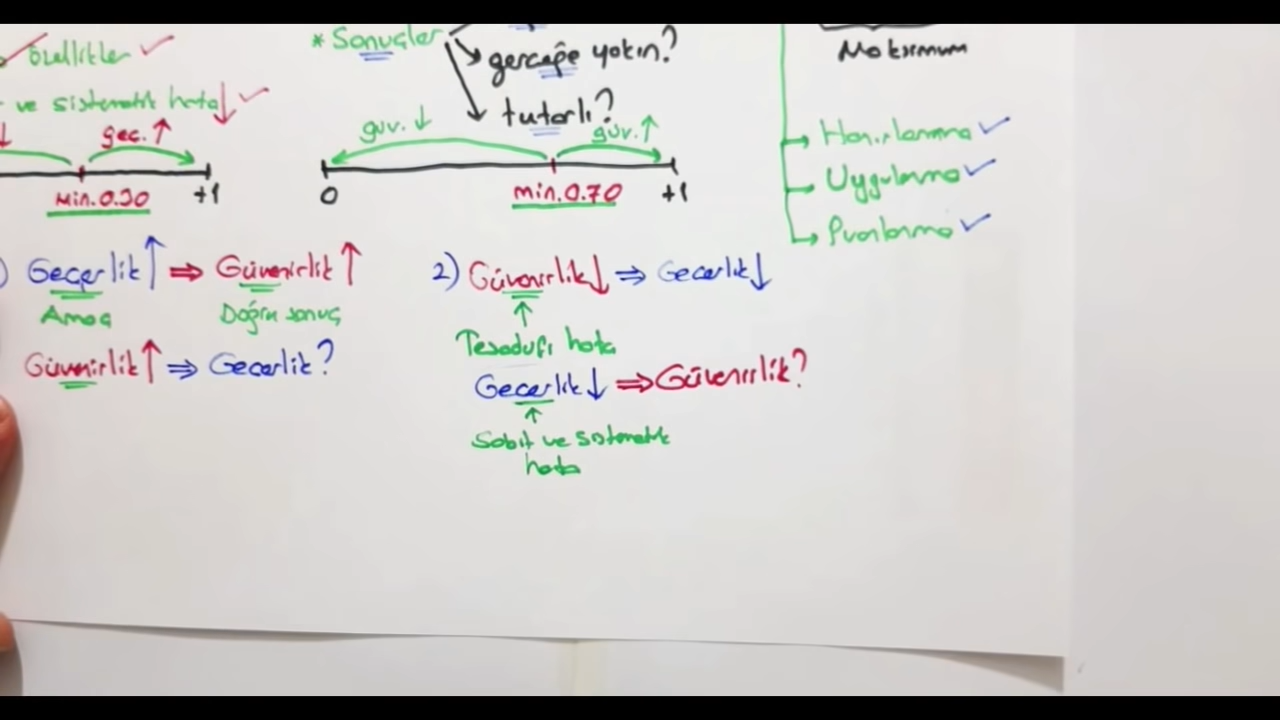 Özellikler ✓
ve sistematik hata↓ ✓
geç.↑
Min. 0.30 +1
Geçerlik↑ ⇒ Güvenirlik↑
Amaç Doğru sonuç
Güvenirlik↑ ⇒ Geçerlik?
* Sonuçlar
gerçeğe yakın?
tutarlı?
güv.↓ güv.↑
0 min. 0.70 +1
2) Güvenirlik↓ ⇒ Geçerlik↓
↑
Tesadüfi hata
Geçerlik↓ ⇒ Güvenirlik?
↑
Sabit ve sistematik
hata
Maksimum
→ Hazırlanma ✓
→ Uygulanma ✓
→ Puanlanma ✓